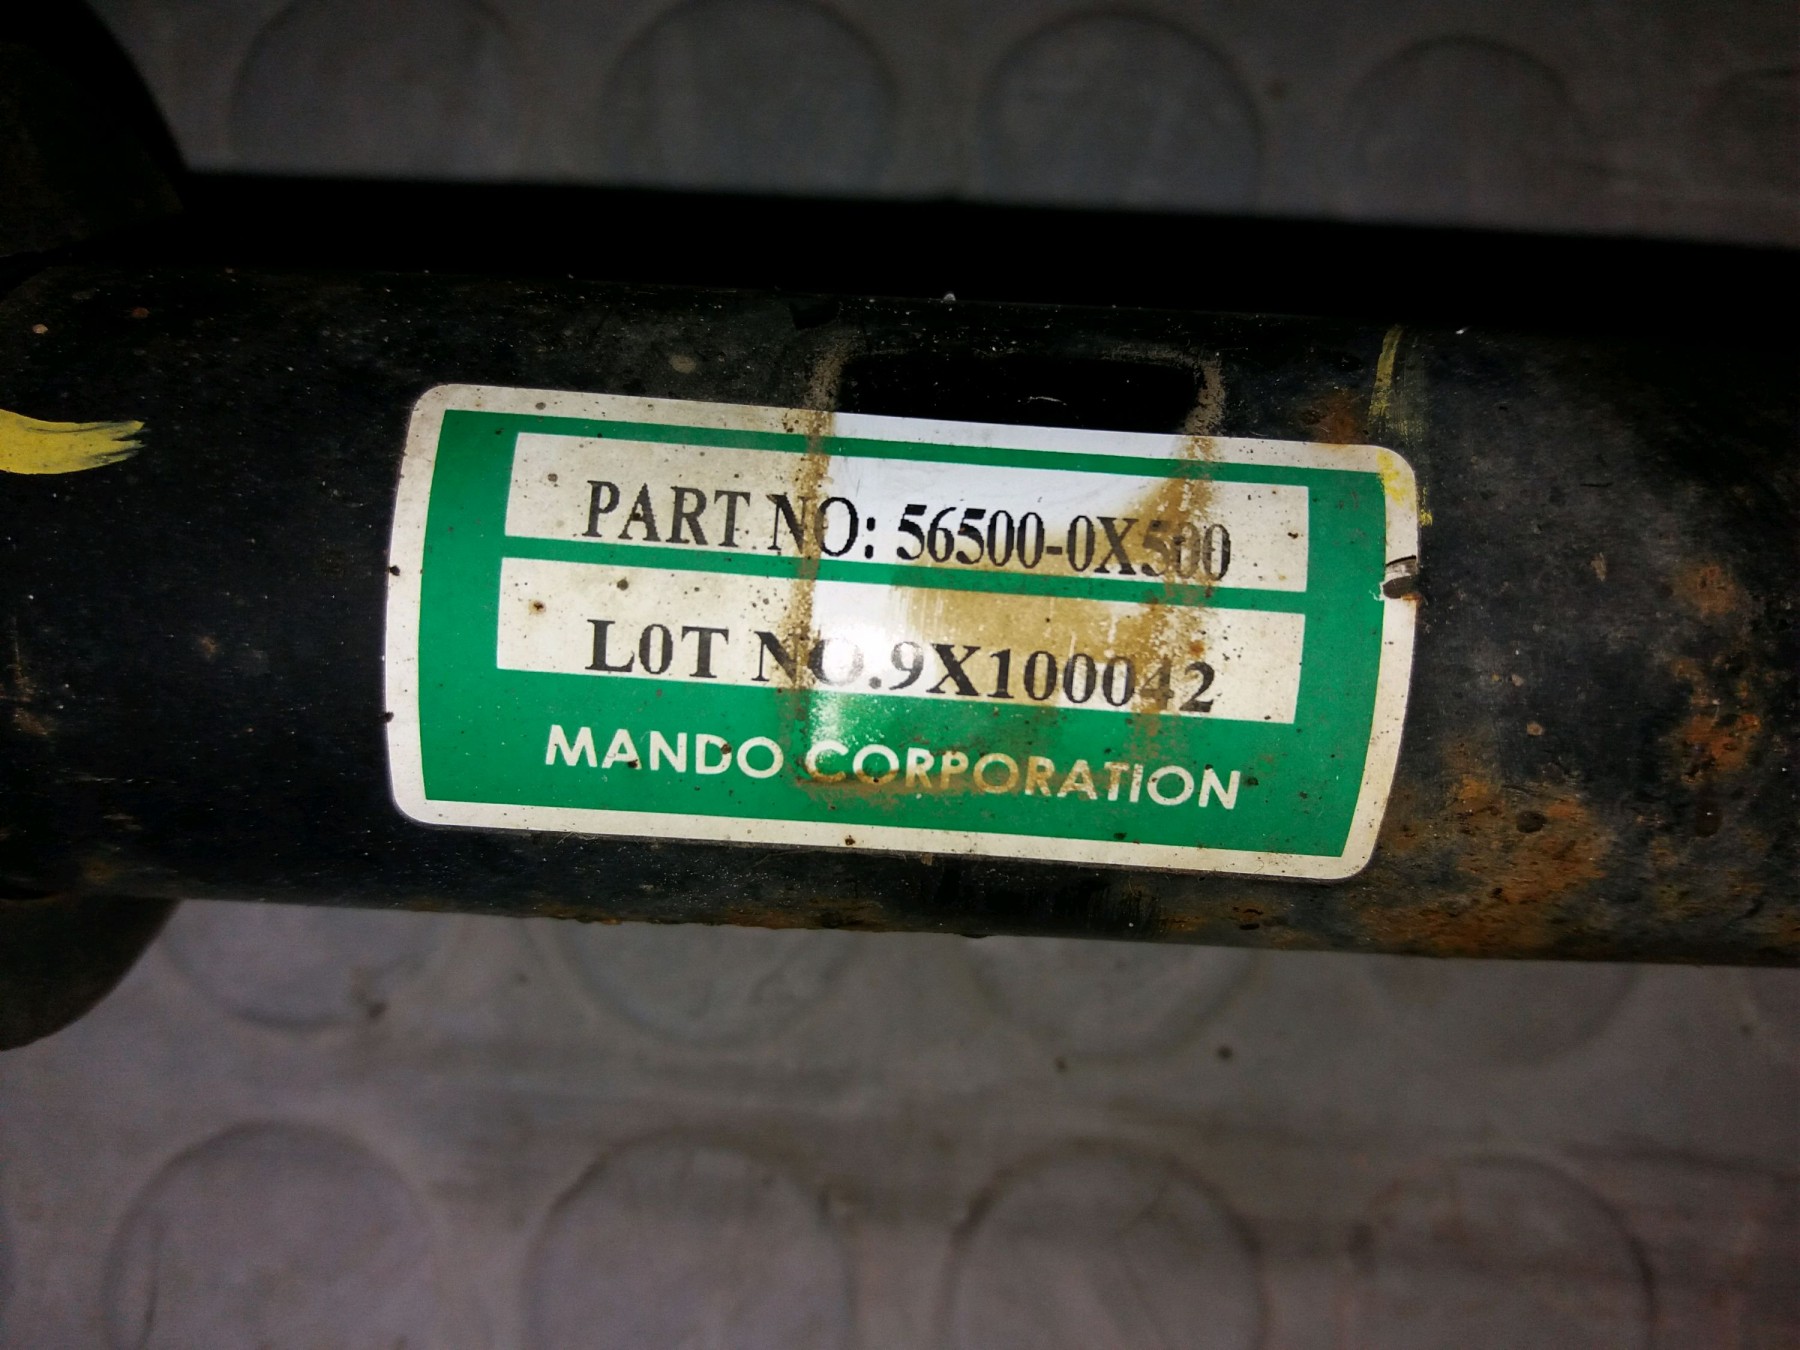 PART NO: 56500-0X500
L0T NO.9X100042
MANDO CORPORATION